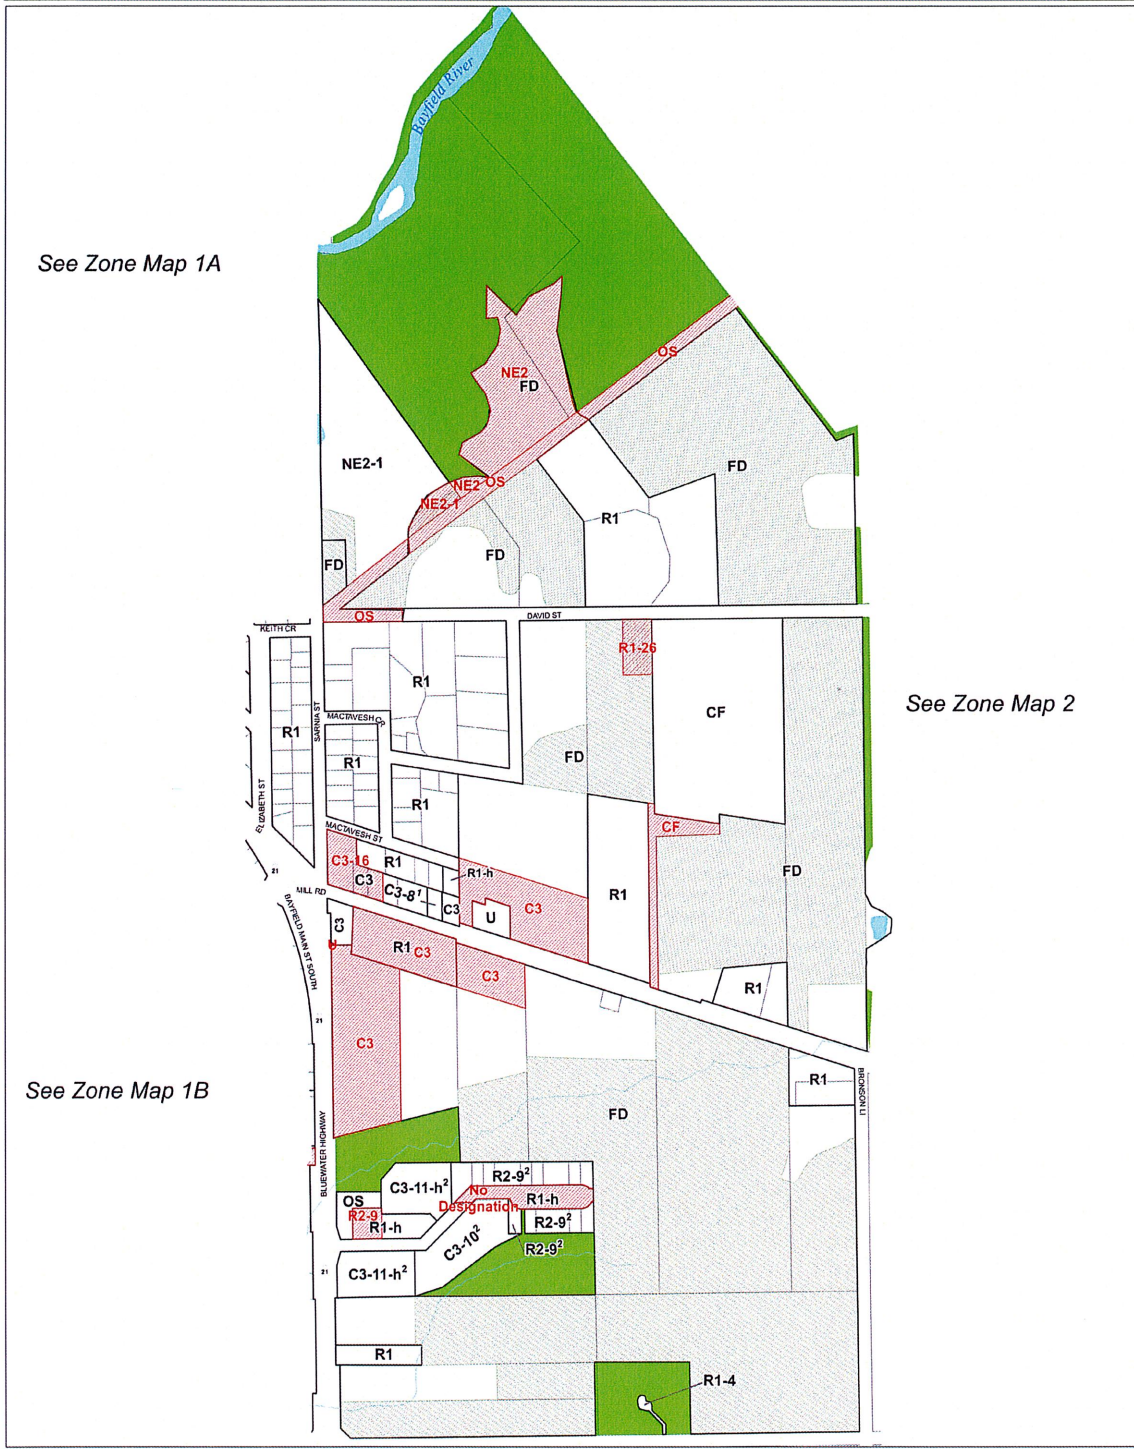 Bayfield River
See Zone Map 1A
OS
NE2
FD
NE2-1
FD
NE2 OS
NE2-1
R1
FD
FD
OS
DAVID ST
KEITH CR
R1-26
R1
See Zone Map 2
CF
SARNIA ST
MACTAVESH CR
R1
FD
R1
ELIZABETH ST
R1
CF
MACTAVESH ST
C3-16
R1
R1-h
FD
C3
C3-8¹
21
MILL RD
R1
C3
C3
U
BAYFIELD MAIN ST SOUTH
C3
U
R1 C3
C3
R1
21
C3
See Zone Map 1B
R1
BRONSON LI
FD
BLUEWATER HIGHWAY
R2-9²
C3-11-h²
No
Designation
R1-h
OS
R2-9
R1-h
R2-9²
C3-10²
R2-9²
21
C3-11-h²
R1
R1-4